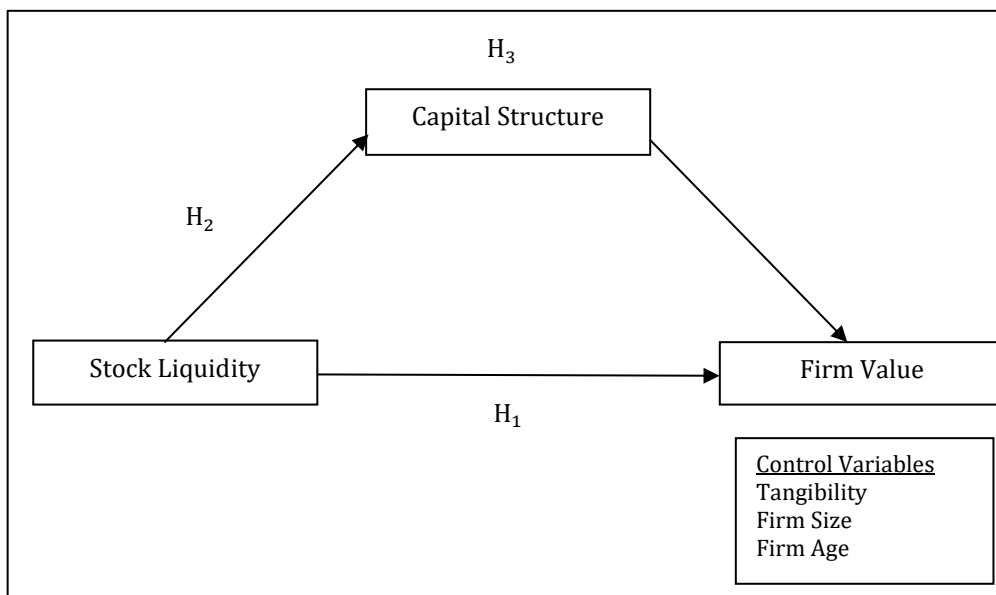 H₃
Capital Structure
H₂
Stock Liquidity
Firm Value
H₁
Control Variables
Tangibility
Firm Size
Firm Age